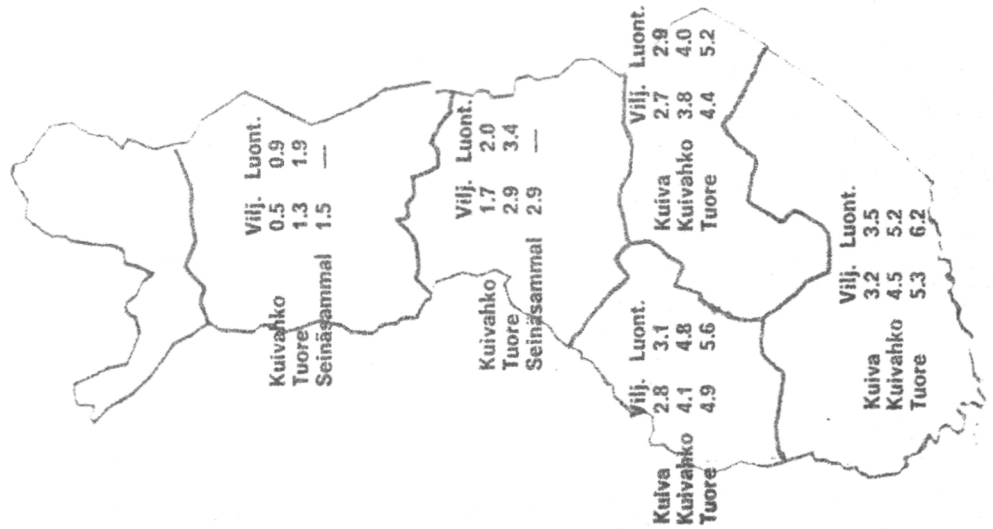 Vilj. Luont.
Kuivahko 0.5 0.9
Tuore 1.3 1.9
Seinäsammal 1.5 —
Vilj. Luont.
Kuivahko 1.7 2.0
Tuore 2.9 3.4
Seinäsammal 2.9 —
Vilj. Luont.
Kuiva 2.8 3.1
Kuivahko 4.1 4.8
Tuore 4.9 5.6
Vilj. Luont.
Kuiva 2.7 2.9
Kuivahko 3.8 4.0
Tuore 4.4 5.2
Vilj. Luont.
Kuiva 3.2 3.5
Kuivahko 4.5 5.2
Tuore 5.3 6.2